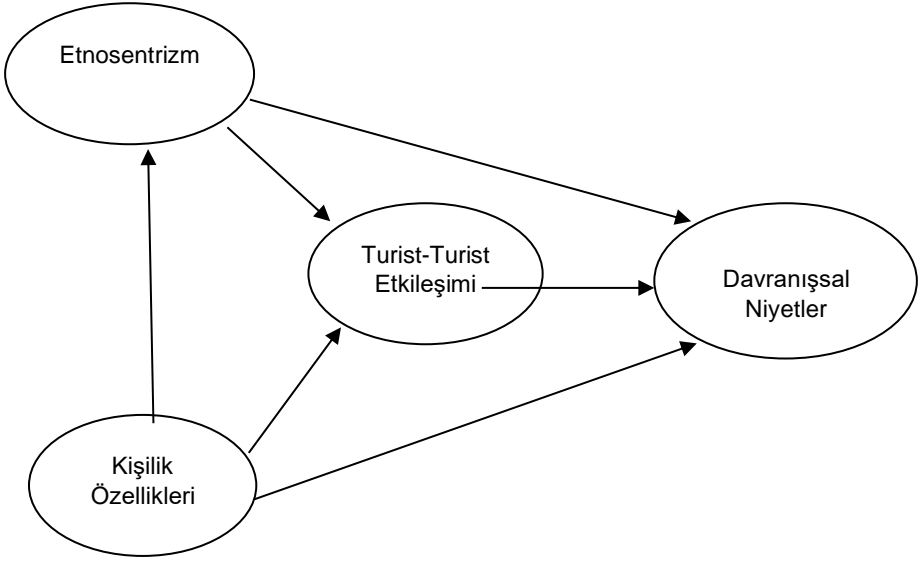 Etnosentrizm
Turist-Turist
Etkileşimi
Davranışsal
Niyetler
Kişilik
Özellikleri